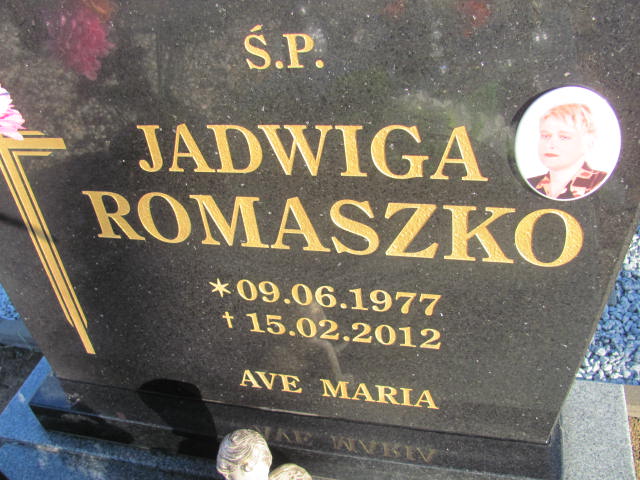 Ś.P.
JADWIGA
ROMASZKO
* 09.06.1977
† 15.02.2012
AVE MARIA